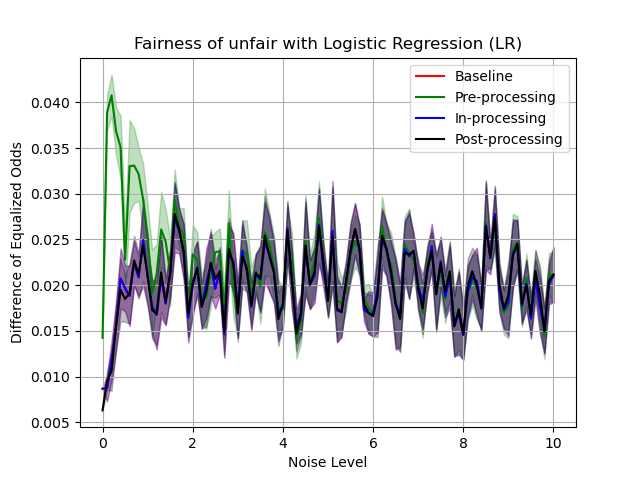 Fairness of unfair with Logistic Regression (LR)
Baseline
Pre-processing
In-processing
Post-processing
Difference of Equalized Odds
0.040
0.035
0.030
0.025
0.020
0.015
0.010
0.005
0
2
4
6
8
10
Noise Level